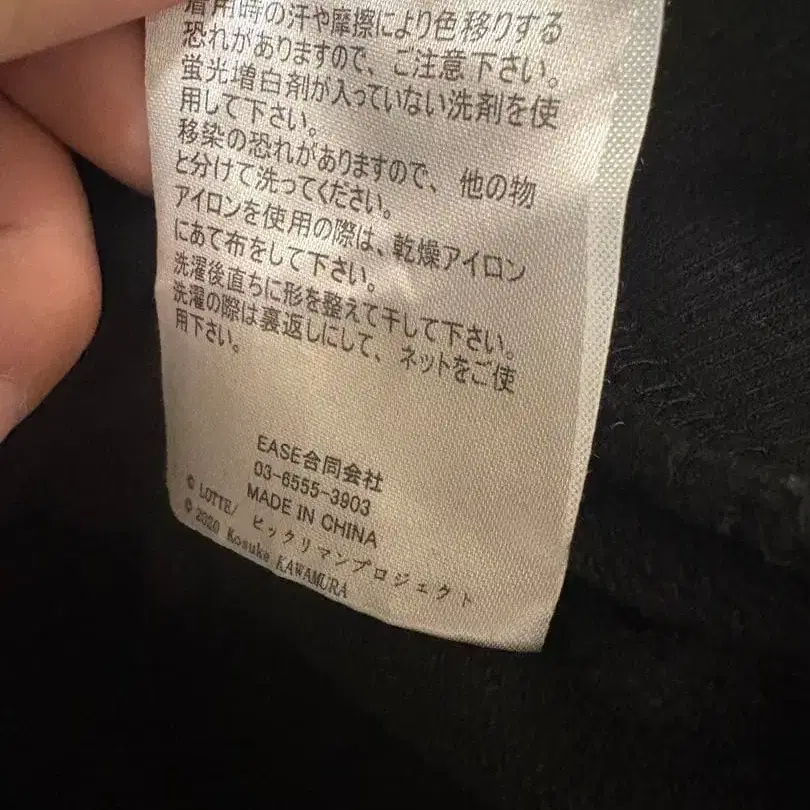 着用時の汗や摩擦により色移りする
恐れがありますので、ご注意下さい。
蛍光増白剤が入っていない洗剤を使
用して下さい。
移染の恐れがありますので、他の物
と分けて洗ってください。
アイロンを使用の際は、乾燥アイロン
にあて布をして下さい。
洗濯後直ちに形を整えて干して下さい。
洗濯の際は裏返しにして、ネットをご使
用下さい。
EASE合同会社
03-6555-3903
MADE IN CHINA
© LOTTE/ ビックリマンプロジェクト
© 2020 Kosuke KAWAMURA